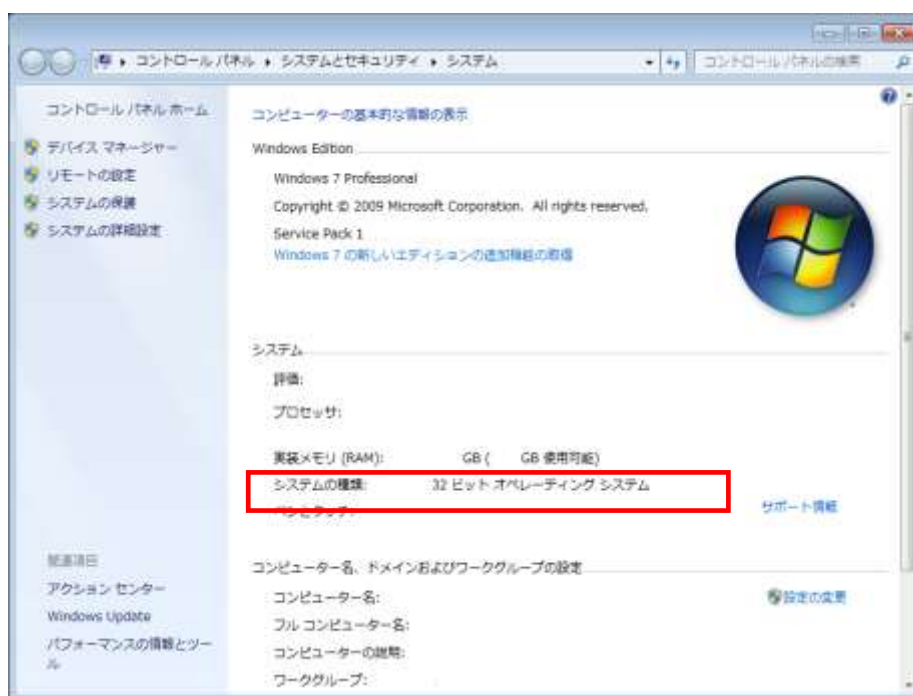 コントロール パネル ▸ システムとセキュリティ ▸ システム
コントロール パネルの検索
コントロール パネル ホーム
デバイス マネージャー
リモートの設定
システムの保護
システムの詳細設定
コンピューターの基本的な情報の表示
Windows Edition
Windows 7 Professional
Copyright © 2009 Microsoft Corporation. All rights reserved.
Service Pack 1
Windows 7 の新しいエディションの追加機能の取得
システム
評価:
プロセッサ:
実装メモリ (RAM): GB ( GB 使用可能)
システムの種類: 32 ビット オペレーティング システム
ペンとタッチ:
サポート情報
コンピューター名、ドメインおよびワークグループの設定
コンピューター名:
設定の変更
フル コンピューター名:
コンピューターの説明:
ワークグループ:
関連項目
アクション センター
Windows Update
パフォーマンスの情報とツー
ル